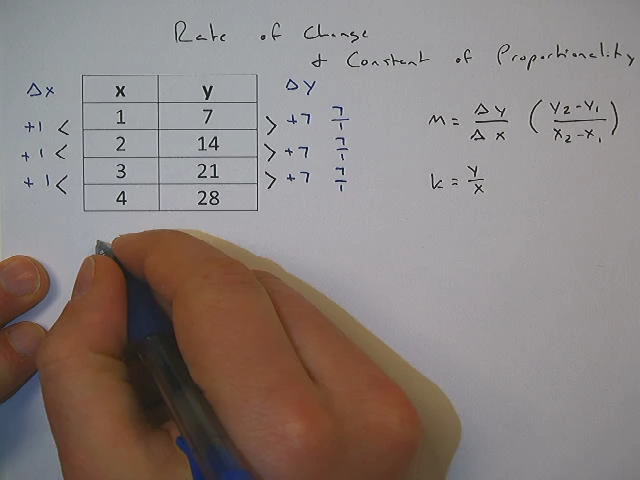 Rate of Change
& Constant of Proportionality
Δx x y Δy
1 7
+1 < > +7 7/1
2 14
+1 < > +7 7/1
3 21
+1 < > +7 7/1
4 28
m = Δy/Δx (y₂-y₁/x₂-x₁)
k = y/x